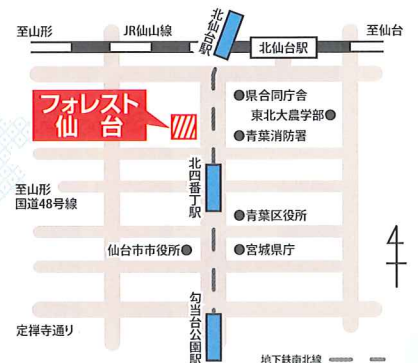 至山形
JR仙山線
北仙台駅
北仙台駅
至仙台
フォレスト
仙台
県合同庁舎
東北大農学部
青葉消防署
北四番丁駅
至山形
国道48号線
青葉区役所
仙台市市役所
宮城県庁
定禅寺通り
勾当台公園駅
地下鉄南北線
4